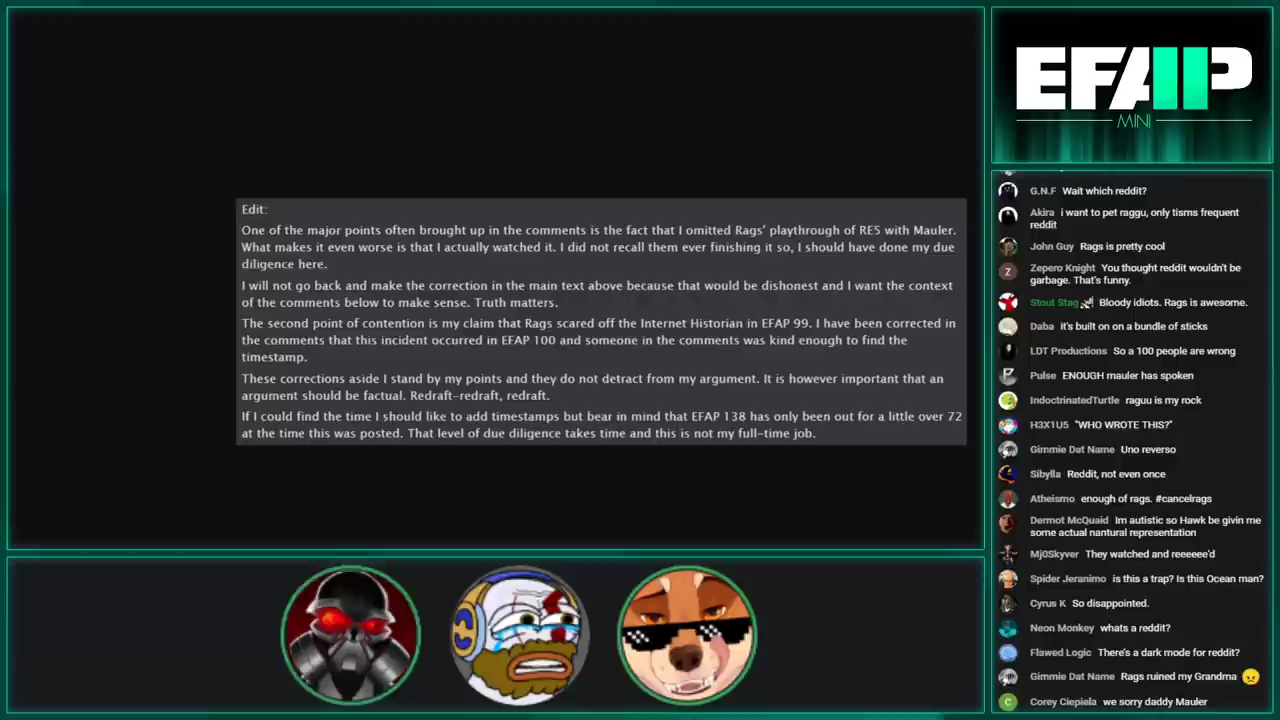 Edit:
One of the major points often brought up in the comments is the fact that I omitted Rags' playthrough of RE5 with Mauler.
What makes it even worse is that I actually watched it. I did not recall them ever finishing it so, I should have done my due
diligence here.
I will not go back and make the correction in the main text above because that would be dishonest and I want the context
of the comments below to make sense. Truth matters.
The second point of contention is my claim that Rags scared off the Internet Historian in EFAP 99. I have been corrected in
the comments that this incident occurred in EFAP 100 and someone in the comments was kind enough to find the
timestamp.
These corrections aside I stand by my points and they do not detract from my argument. It is however important that an
argument should be factual. Redraft-redraft, redraft.
If I could find the time I should like to add timestamps but bear in mind that EFAP 138 has only been out for a little over 72
at the time this was posted. That level of due diligence takes time and this is not my full-time job.
EFAP
MINI
G.N.F Wait which reddit?
Akira i want to pet raggu, only tisms frequent
reddit
John Guy Rags is pretty cool
Z
Zepero Knight You thought reddit wouldn't be
garbage. That's funny.
Stout Stag Bloody idiots. Rags is awesome.
Daba it's built on on a bundle of sticks
LDT Productions So a 100 people are wrong
Pulse ENOUGH mauler has spoken
IndoctrinatedTurtle raguu is my rock
H3X1U5 "WHO WROTE THIS?"
Gimmie Dat Name Uno reverso
Sibylla Reddit, not even once
Atheismo enough of rags. #cancelrags
Dermot McQuaid Im autistic so Hawk be givin me
some actual nantural representation
Mj0Skyver They watched and reeeeee'd
Spider Jeranimo is this a trap? Is this Ocean man?
Cyrus K So disappointed.
Neon Monkey whats a reddit?
Flawed Logic There's a dark mode for reddit?
Gimmie Dat Name Rags ruined my Grandma
C
Corey Ciepiela we sorry daddy Mauler